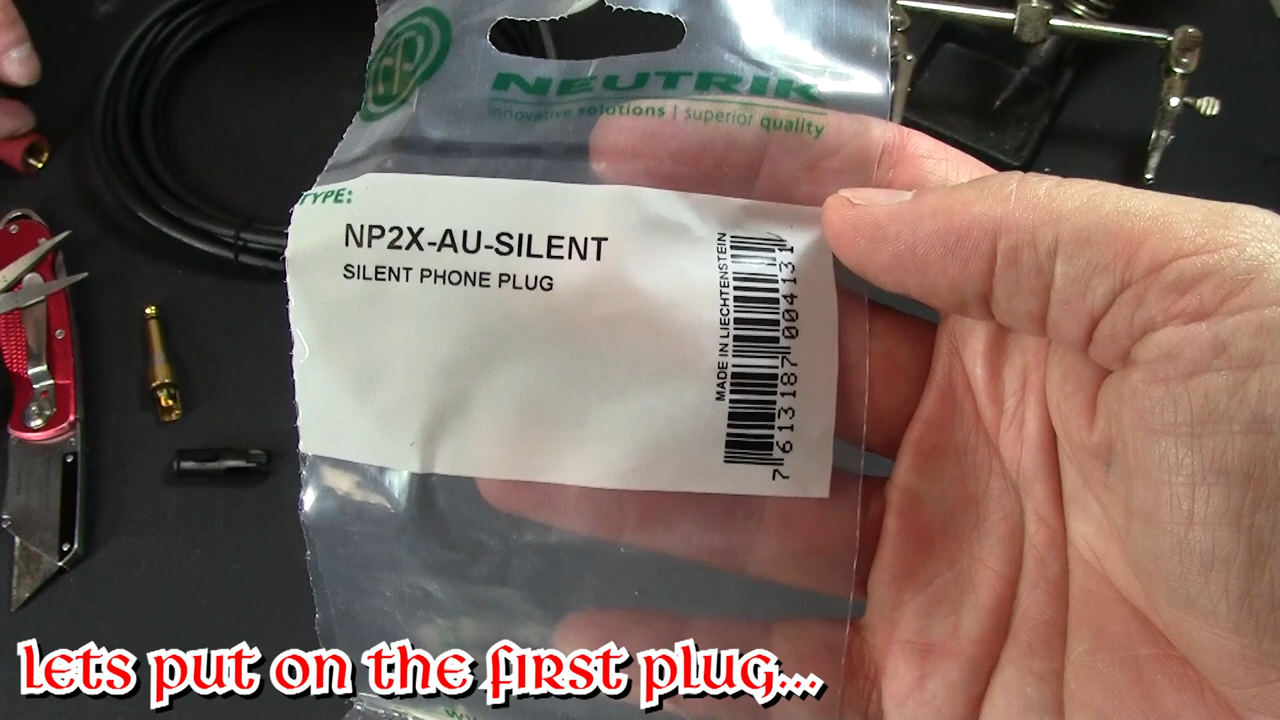 NEUTRIK
innovative solutions | superior quality
TYPE:
NP2X-AU-SILENT
SILENT PHONE PLUG
MADE IN LIECHTENSTEIN
7 613187 004131
lets put on the first plug...